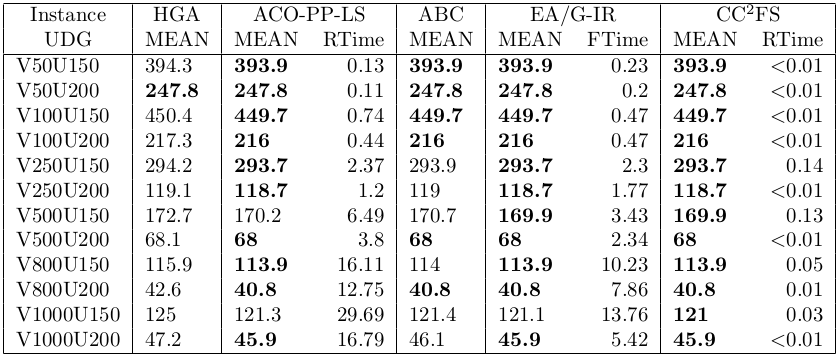 Instance HGA ACO-PP-LS ABC EA/G-IR CC²FS
UDG MEAN MEAN RTime MEAN MEAN FTime MEAN RTime
V50U150 394.3 393.9 0.13 393.9 393.9 0.23 393.9 <0.01
V50U200 247.8 247.8 0.11 247.8 247.8 0.2 247.8 <0.01
V100U150 450.4 449.7 0.74 449.7 449.7 0.47 449.7 <0.01
V100U200 217.3 216 0.44 216 216 0.47 216 <0.01
V250U150 294.2 293.7 2.37 293.9 293.7 2.3 293.7 0.14
V250U200 119.1 118.7 1.2 119 118.7 1.77 118.7 <0.01
V500U150 172.7 170.2 6.49 170.7 169.9 3.43 169.9 0.13
V500U200 68.1 68 3.8 68 68 2.34 68 <0.01
V800U150 115.9 113.9 16.11 114 113.9 10.23 113.9 0.05
V800U200 42.6 40.8 12.75 40.8 40.8 7.86 40.8 0.01
V1000U150 125 121.3 29.69 121.4 121.1 13.76 121 0.03
V1000U200 47.2 45.9 16.79 46.1 45.9 5.42 45.9 <0.01